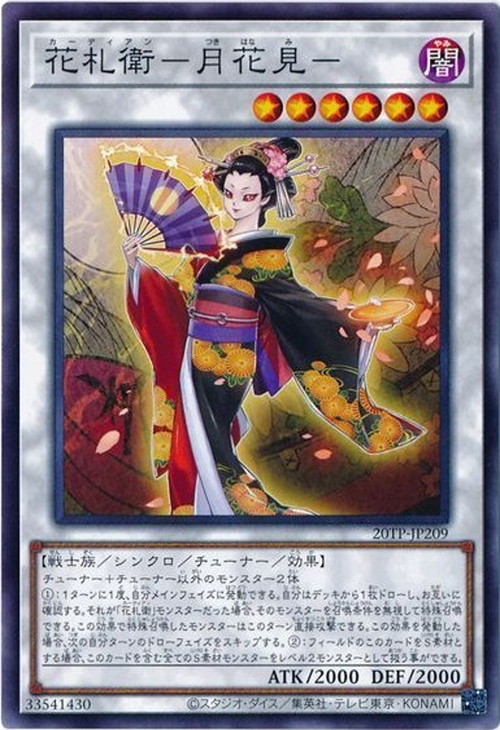 カーディアン つき はな み
花札衛－月花見－
やみ
闇
20TP-JP209
【戦士族／シンクロ／チューナー／効果】
チューナー＋チューナー以外のモンスター２体
①：１ターンに１度、自分メインフェイズに発動できる。自分はデッキから１枚ドローし、お互いに
確認する。それが「花札衛」モンスターだった場合、そのモンスターを召喚条件を無視して特殊召喚
できる。この効果で特殊召喚したモンスターはこのターン直接攻撃できる。この効果を発動した
場合、次の自分ターンのドローフェイズをスキップする。②：フィールドのこのカードをＳ素材と
する場合、このカードを含む全てのＳ素材モンスターをレベル２モンスターとして扱う事ができる。
ATK/2000 DEF/2000
33541430 ©スタジオ・ダイス／集英社・テレビ東京・KONAMI